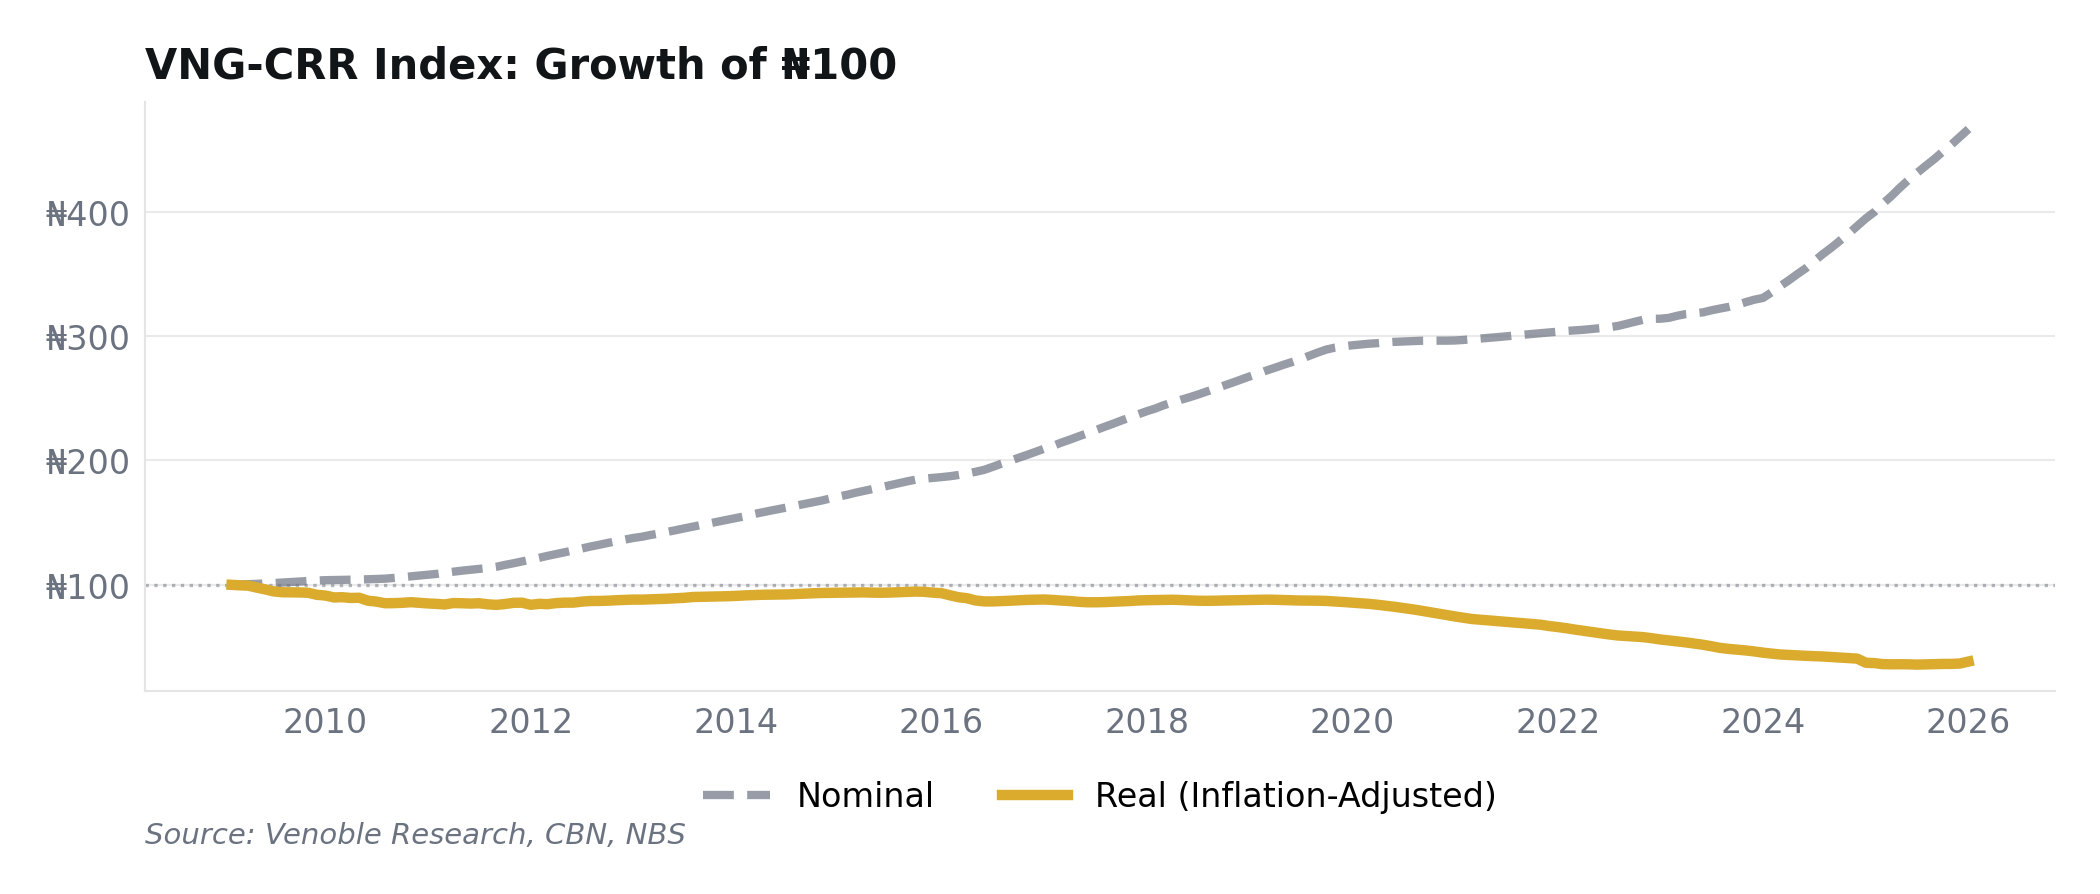 VNG-CRR Index: Growth of ₦100
₦400
₦300
₦200
₦100
2010 2012 2014 2016 2018 2020 2022 2024 2026
Nominal Real (Inflation-Adjusted)
Source: Venoble Research, CBN, NBS